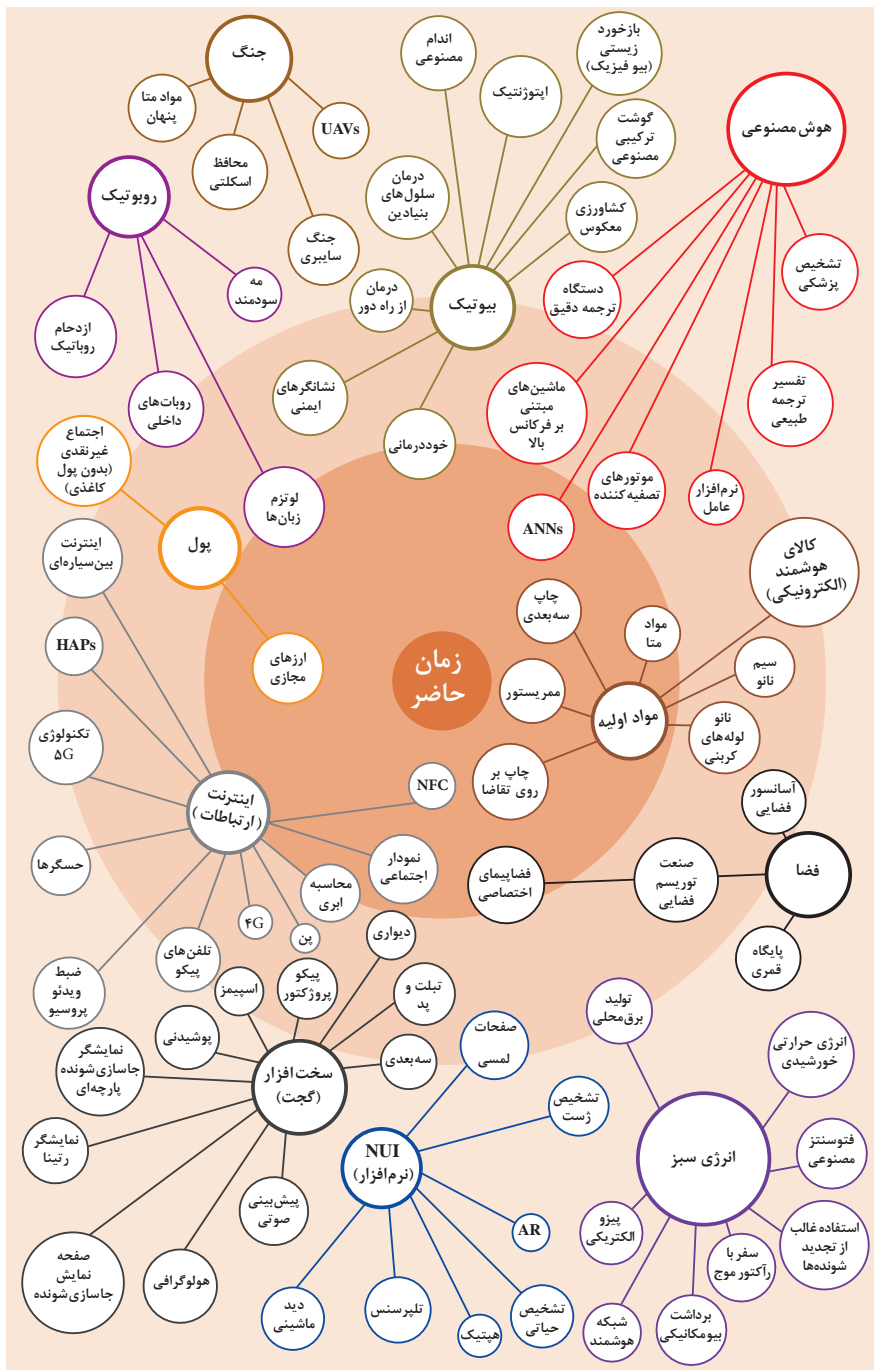 جنگ
مواد متا
پنهان
محافظ
اسکلتی
جنگ
سایبری
UAVs
روبوتیک
ازدحام
روباتیک
روبات‌های
داخلی
لوتزم
زبان‌ها
مه
سودمند
بیوتیک
اندام
مصنوعی
اپتوژنتیک
بازخورد
زیستی
(بیو فیزیک)
گوشت
ترکیبی
مصنوعی
کشاورزی
معکوس
درمان
سلول‌های
بنیادین
درمان
از راه دور
نشانگرهای
ایمنی
خوددرمانی
هوش مصنوعی
تشخیص
پزشکی
تفسیر
ترجمه
طبیعی
نرم‌افزار
عامل
موتورهای
تصفیه‌کننده
ANNs
ماشین‌های
مبتنی
بر فرکانس
بالا
دستگاه
ترجمه دقیق
پول
اجتماع
غیرنقدی
(بدون پول
کاغذی)
ارزهای
مجازی
زمان
حاضر
مواد اولیه
چاپ
سه‌بعدی
مواد
متا
کالای
هوشمند
(الکترونیکی)
سیم
نانو
نانو
لوله‌های
کربنی
ممریستور
چاپ بر
روی تقاضا
اینترنت
(ارتباطات)
اینترنت
بین‌سیاره‌ای
HAPs
تکنولوژی
۵G
حسگرها
ضبط
ویدئو
پروسیو
تلفن‌های
پیکو
۴G
پن
محاسبه
ابری
نمودار
اجتماعی
NFC
فضا
آسانسور
فضایی
صنعت
توریسم
فضایی
فضاپیمای
اختصاصی
پایگاه
قمری
سخت‌افزار
(گجت)
دیواری
پیکو
پروژکتور
اسپیمز
تبلت و
پد
سه‌بعدی
پوشیدنی
نمایشگر
جاسازی‌شونده
پارچه‌ای
نمایشگر
رتینا
صفحه
نمایش
جاسازی‌شونده
هولوگرافی
پیش‌بینی
صوتی
NUI
(نرم‌افزار)
صفحات
لمسی
تشخیص
ژست
AR
تشخیص
حیاتی
هپتیک
تلپرسنس
دید
ماشینی
انرژی سبز
تولید
برق‌محلی
انرژی حرارتی
خورشیدی
فتوسنتز
مصنوعی
استفاده غالب
از تجدید
شونده‌ها
سفر با
رآکتور موج
برداشت
بیومکانیکی
شبکه
هوشمند
پیزو
الکتریکی